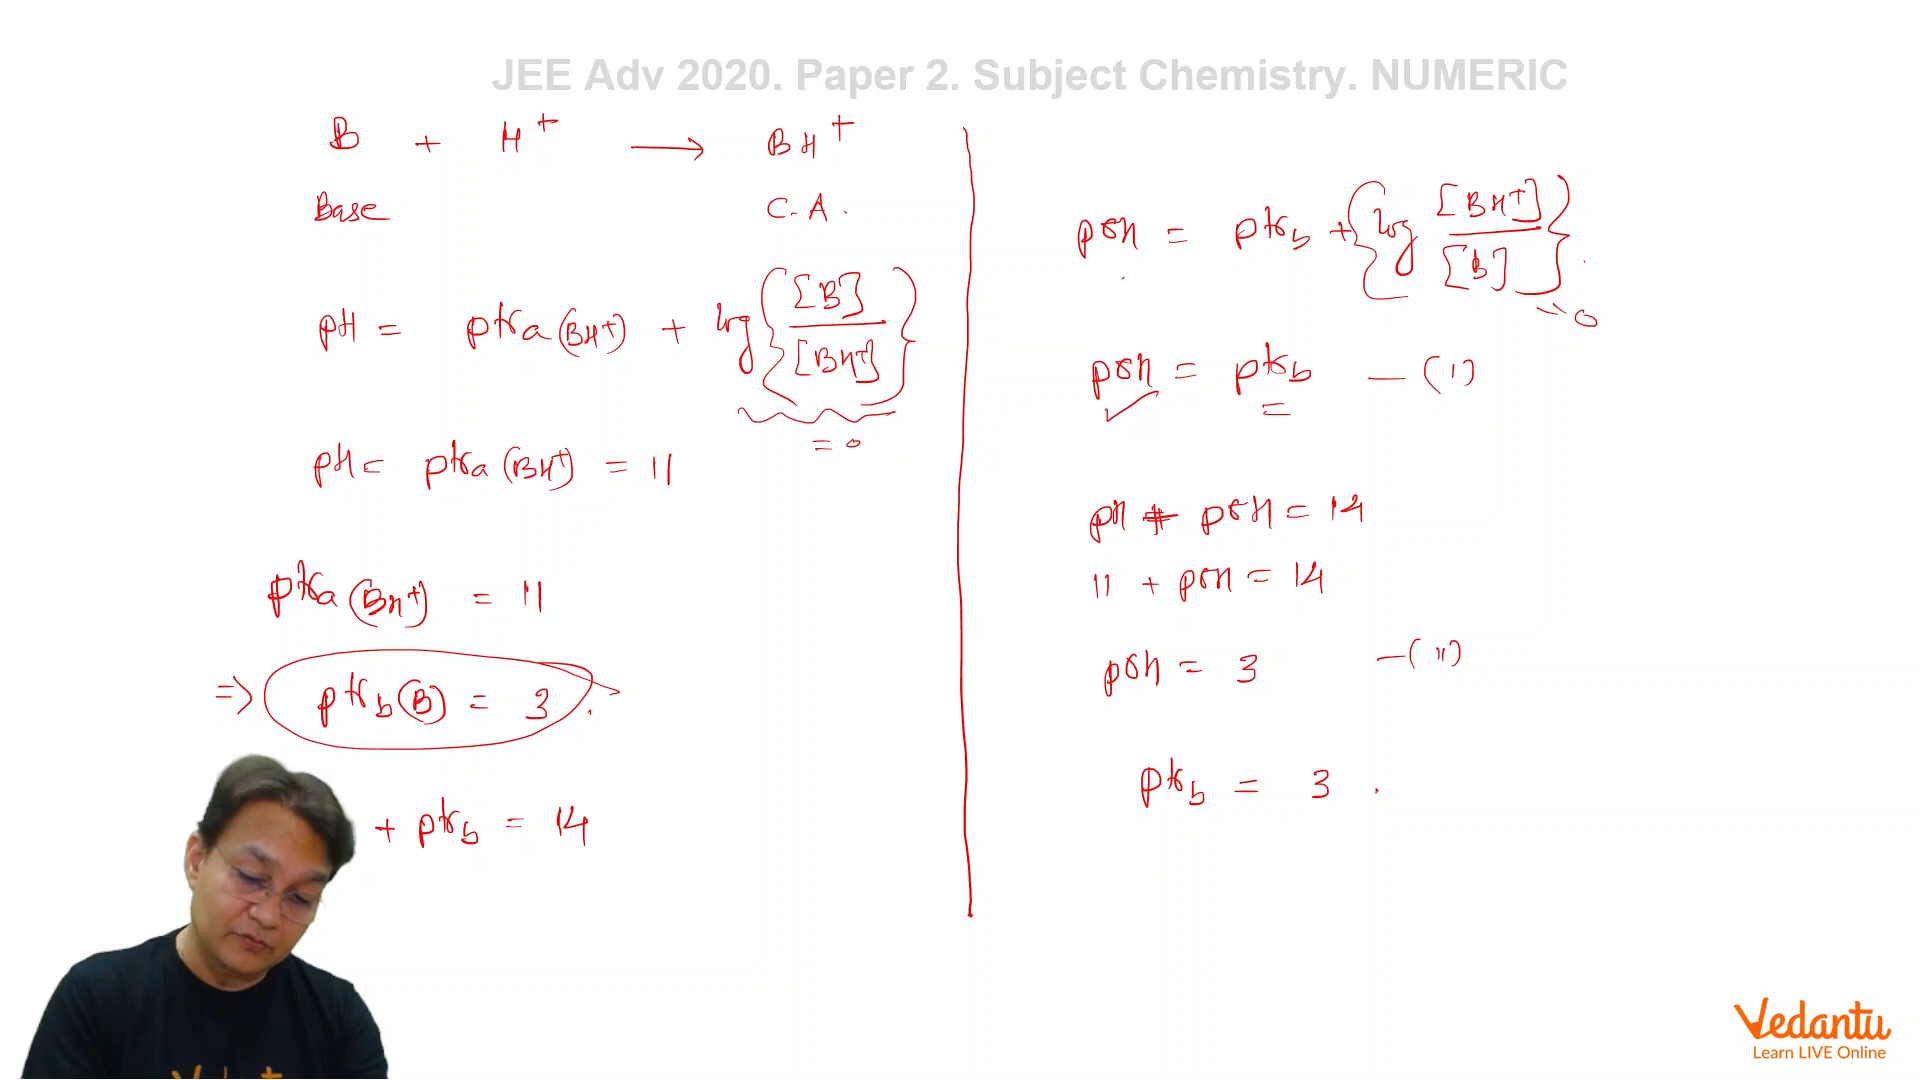 JEE Adv 2020. Paper 2. Subject Chemistry. NUMERIC
B + H⁺ → BH⁺
Base C.A.
pH = pKa(BH⁺) + log{[B]/[BH⁺]}
= 0
pH = pKa(BH⁺) = 11
pKa(BH⁺) = 11
=> pKb(B) = 3
+ pKb = 14
pOH = pKb + {log [BH⁺]/[B]}
= 0
pOH = pKb — (I)
pH + pOH = 14
11 + pOH = 14
pOH = 3 — (II)
pKb = 3.
Vedantu
Learn LIVE Online